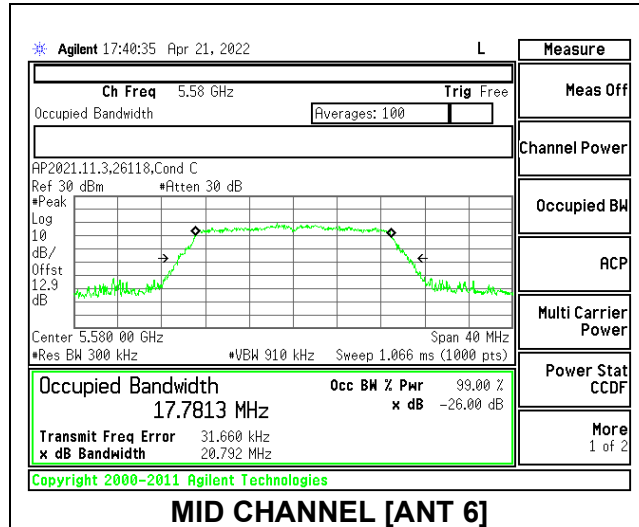 Agilent 17:40:35 Apr 21, 2022 L
Measure
Ch Freq 5.58 GHz Trig Free
Meas Off
Occupied Bandwidth Averages: 100
Channel Power
AP2021.11.3,26118,Cond C
Ref 30 dBm #Atten 30 dB
#Peak
Log
10
dB/
Offst
12.9
dB
Occupied BW
ACP
Center 5.580 00 GHz Span 40 MHz
#Res BW 300 kHz #VBW 910 kHz Sweep 1.066 ms (1000 pts)
Multi Carrier
Power
Occupied Bandwidth Occ BW % Pwr 99.00 %
17.7813 MHz x dB -26.00 dB
Power Stat
CCDF
Transmit Freq Error 31.660 kHz
x dB Bandwidth 20.792 MHz
More
1 of 2
Copyright 2000-2011 Agilent Technologies
MID CHANNEL [ANT 6]